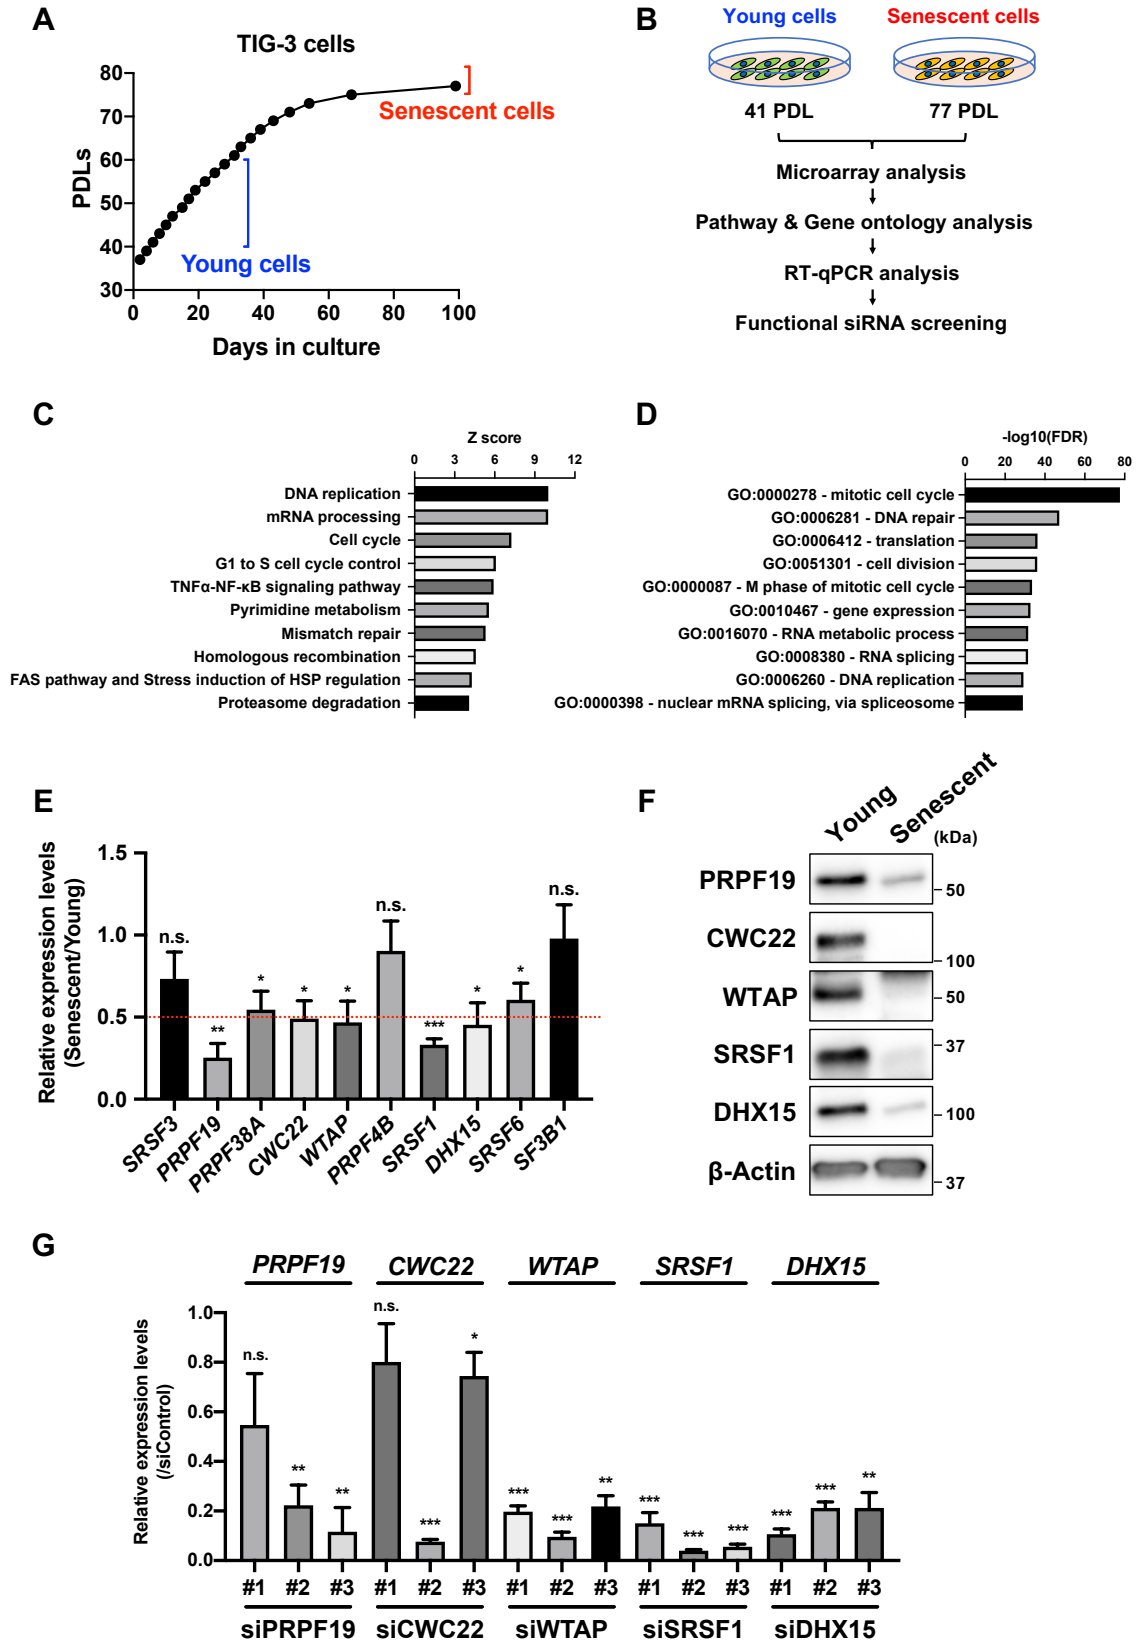 A
TIG-3 cells
80
70
60
50
40
30
PDLs
Senescent cells
Young cells
0
20
40
60
80
100
Days in culture
B
Young cells
Senescent cells
41 PDL
77 PDL
Microarray analysis
Pathway & Gene ontology analysis
RT-qPCR analysis
Functional siRNA screening
C
Z score
0
3
6
9
12
DNA replication
mRNA processing
Cell cycle
G1 to S cell cycle control
TNFα-NF-κB signaling pathway
Pyrimidine metabolism
Mismatch repair
Homologous recombination
FAS pathway and Stress induction of HSP regulation
Proteasome degradation
D
-log10(FDR)
0
20
40
60
80
GO:0000278 - mitotic cell cycle
GO:0006281 - DNA repair
GO:0006412 - translation
GO:0051301 - cell division
GO:0000087 - M phase of mitotic cell cycle
GO:0010467 - gene expression
GO:0016070 - RNA metabolic process
GO:0008380 - RNA splicing
GO:0006260 - DNA replication
GO:0000398 - nuclear mRNA splicing, via spliceosome
E
Relative expression levels
(Senescent/Young)
1.5
1.0
0.5
0.0
n.s.
**
*
*
*
n.s.
***
*
*
n.s.
SRSF3
PRPF19
PRPF38A
CWC22
WTAP
PRPF4B
SRSF1
DHX15
SRSF6
SF3B1
F
Young
Senescent
(kDa)
PRPF19
50
CWC22
100
WTAP
50
SRSF1
37
DHX15
100
β-Actin
37
G
PRPF19
CWC22
WTAP
SRSF1
DHX15
Relative expression levels
(/siControl)
1.0
0.8
0.6
0.4
0.2
0.0
n.s.
**
**
n.s.
***
*
***
***
**
***
***
***
***
***
**
#1
#2
#3
#1
#2
#3
#1
#2
#3
#1
#2
#3
#1
#2
#3
siPRPF19
siCWC22
siWTAP
siSRSF1
siDHX15